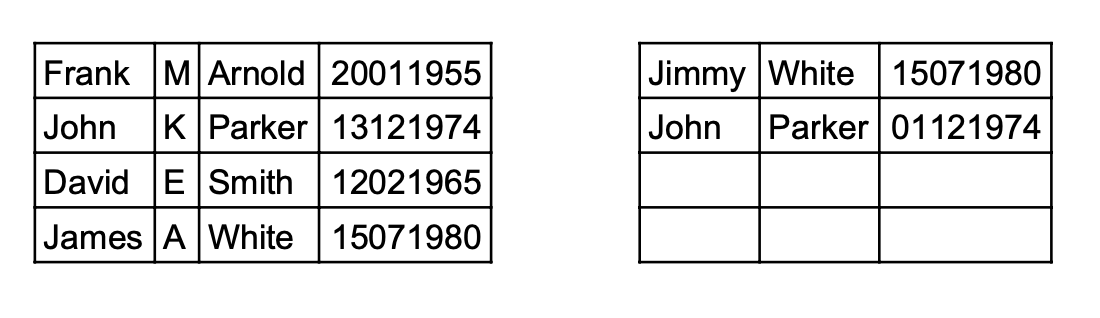 Frank M Arnold 20011955
John K Parker 13121974
David E Smith 12021965
James A White 15071980
Jimmy White 15071980
John Parker 01121974